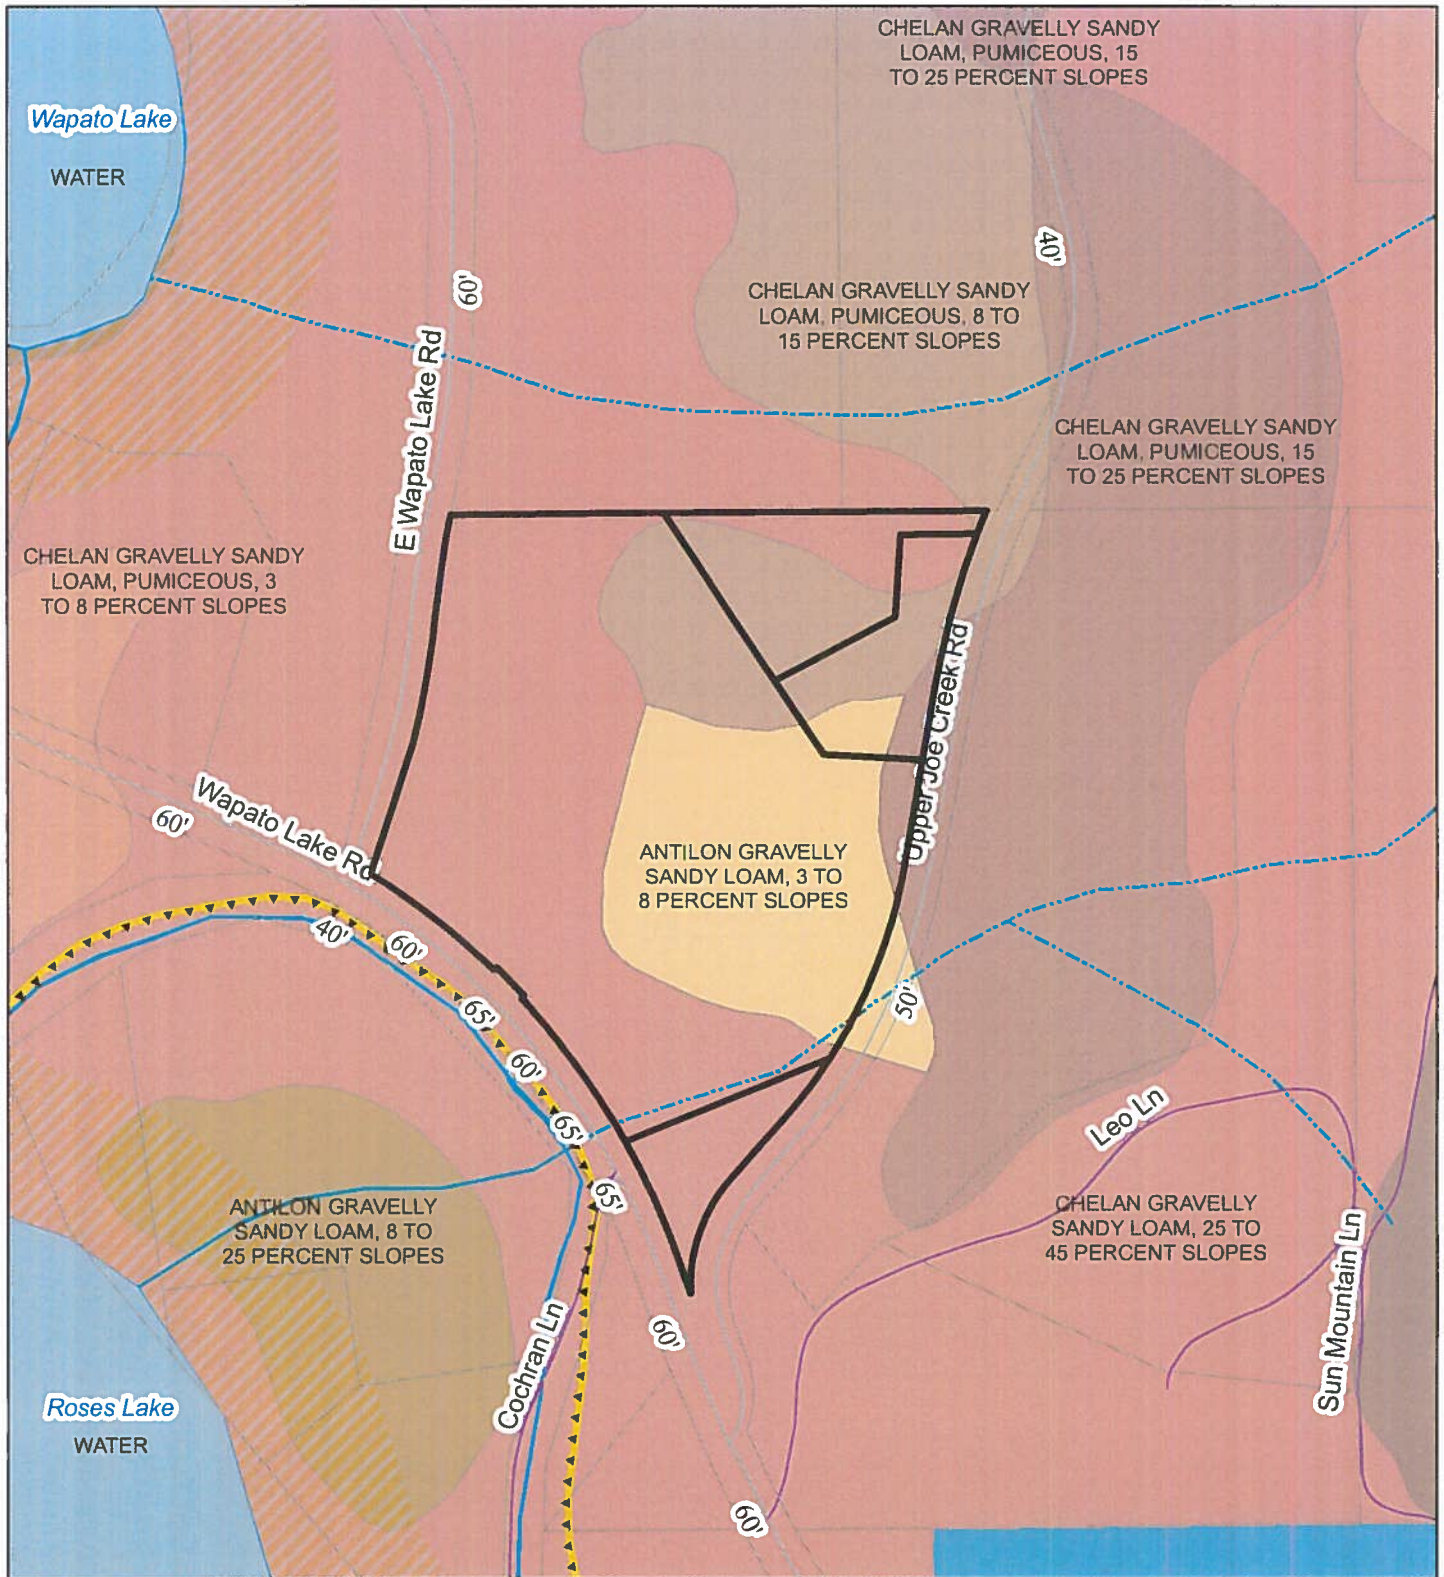 CHELAN GRAVELLY SANDY
LOAM, PUMICEOUS, 15
TO 25 PERCENT SLOPES
Wapato Lake
WATER
40'
60'
CHELAN GRAVELLY SANDY
LOAM, PUMICEOUS, 8 TO
15 PERCENT SLOPES
E Wapato Lake Rd
CHELAN GRAVELLY SANDY
LOAM, PUMICEOUS, 15
TO 25 PERCENT SLOPES
CHELAN GRAVELLY SANDY
LOAM, PUMICEOUS, 3
TO 8 PERCENT SLOPES
Upper Joe Creek Rd
Wapato Lake Rd
60'
ANTILON GRAVELLY
SANDY LOAM, 3 TO
8 PERCENT SLOPES
40'
60'
65'
50'
60'
65'
Leo Ln
65'
ANTILON GRAVELLY
SANDY LOAM, 8 TO
25 PERCENT SLOPES
CHELAN GRAVELLY
SANDY LOAM, 25 TO
45 PERCENT SLOPES
Sun Mountain Ln
Cochran Ln
60'
Roses Lake
WATER
60'